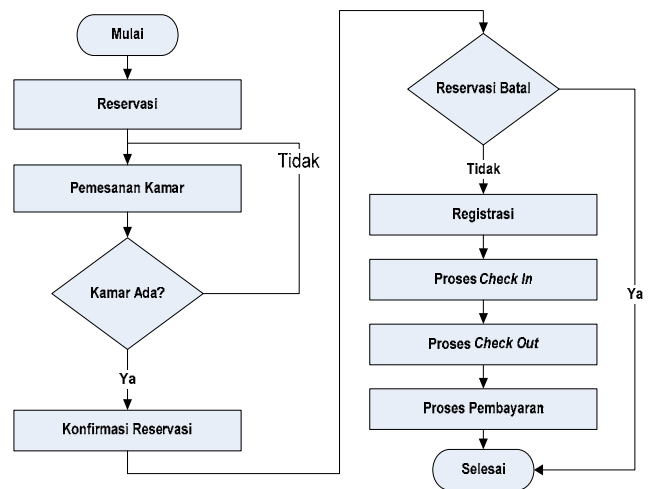 Mulai
Reservasi
Tidak
Pemesanan Kamar
Kamar Ada?
Ya
Konfirmasi Reservasi
Reservasi Batal
Tidak
Registrasi
Proses Check In
Ya
Proses Check Out
Proses Pembayaran
Selesai